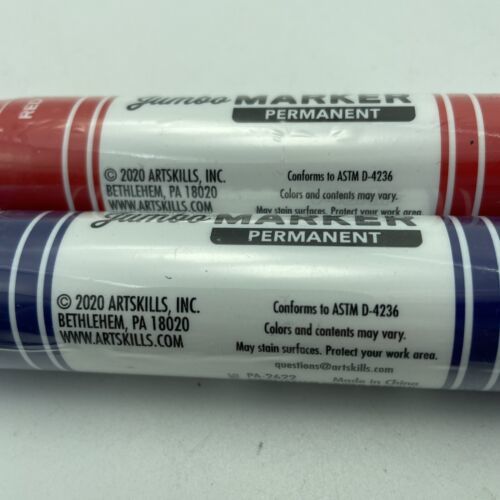 RED
Jumbo MARKER
PERMANENT
© 2020 ARTSKILLS, INC.
BETHLEHEM, PA 18020
WWW.ARTSKILLS.COM
Conforms to ASTM D-4236
Colors and contents may vary.
May stain surfaces. Protect your work area.
Jumbo MARKER
PERMANENT
© 2020 ARTSKILLS, INC.
BETHLEHEM, PA 18020
WWW.ARTSKILLS.COM
Conforms to ASTM D-4236
Colors and contents may vary.
May stain surfaces. Protect your work area.
questions@artskills.com
PA-2622 Made in China